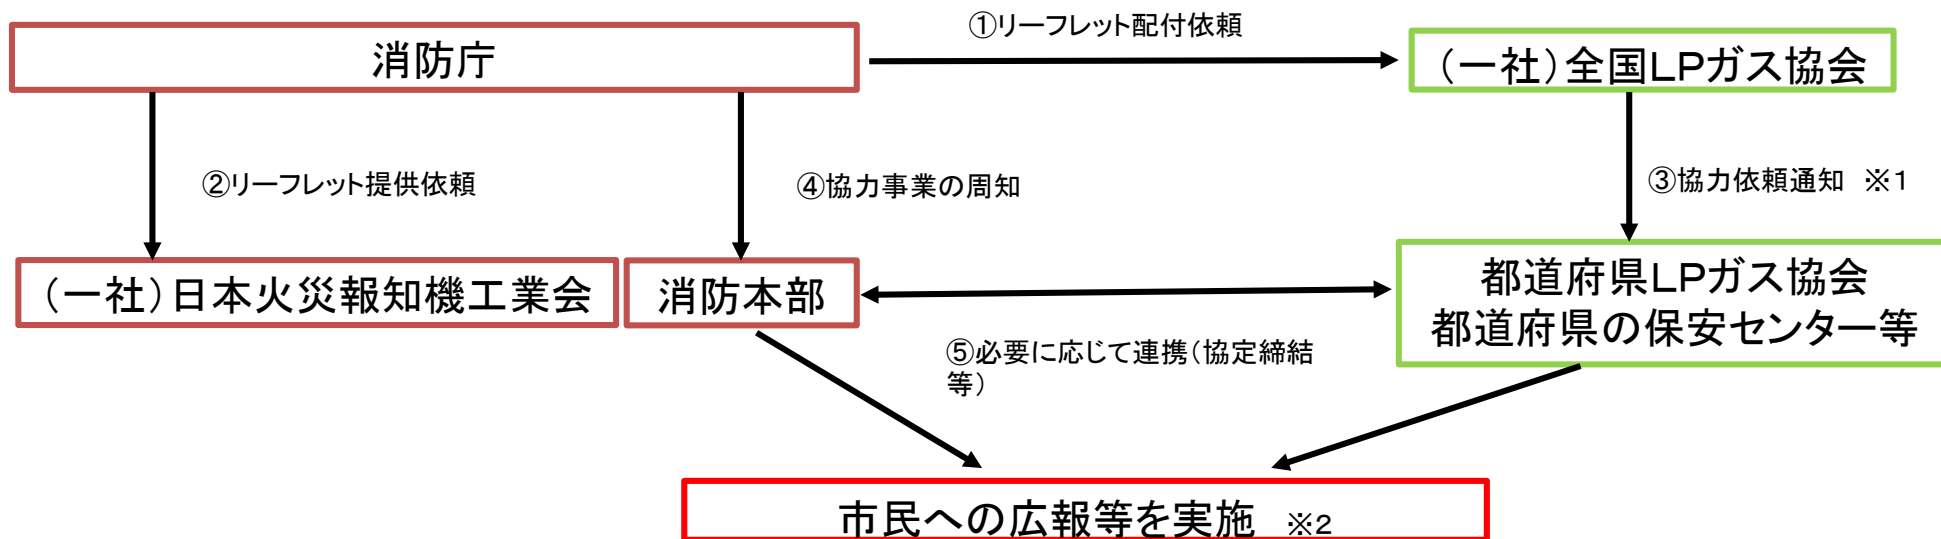 ①リーフレット配付依頼
消防庁
（一社）全国LPガス協会
②リーフレット提供依頼
④協力事業の周知
③協力依頼通知　※1
（一社）日本火災報知機工業会
消防本部
都道府県LPガス協会
都道府県の保安センター等
⑤必要に応じて連携（協定締結
等）
市民への広報等を実施　※2